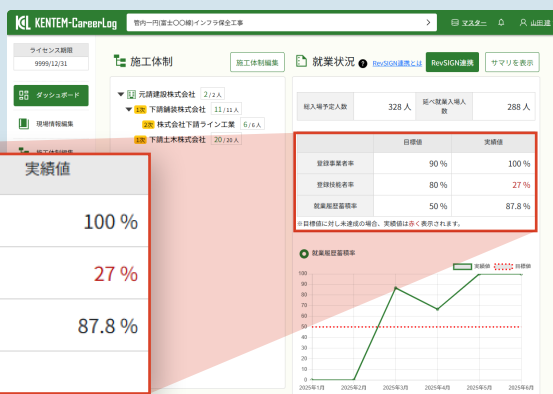 KENTEM-CareerLog
管内一円(富士〇〇線)インフラ保全工事
マスター
山田建
ライセンス期限
9999/12/31
ダッシュボード
現場情報編集
施工体制
施工体制編集
元請建設株式会社 2/2人
1次 下請舗装株式会社 11/11人
2次 株式会社下請ライン工業 6/6人
1次 下請土木株式会社 20/20人
就業状況
RevSIGN連携とは
RevSIGN連携
サマリを表示
総入場予定人数 328 人 延べ就業入場人数 288 人
目標値 実績値
登録事業者率 90 % 100 %
登録技能者率 80 % 27 %
就業履歴蓄積率 50 % 87.8 %
※目標値に対し未達成の場合、実績値は赤く表示されます。
実績値
100 %
27 %
87.8 %
就業履歴蓄積率
実績値 目標値
100
90
80
70
60
50
40
30
20
10
0
2025年1月 2025年2月 2025年3月 2025年4月 2025年5月 2025年6月